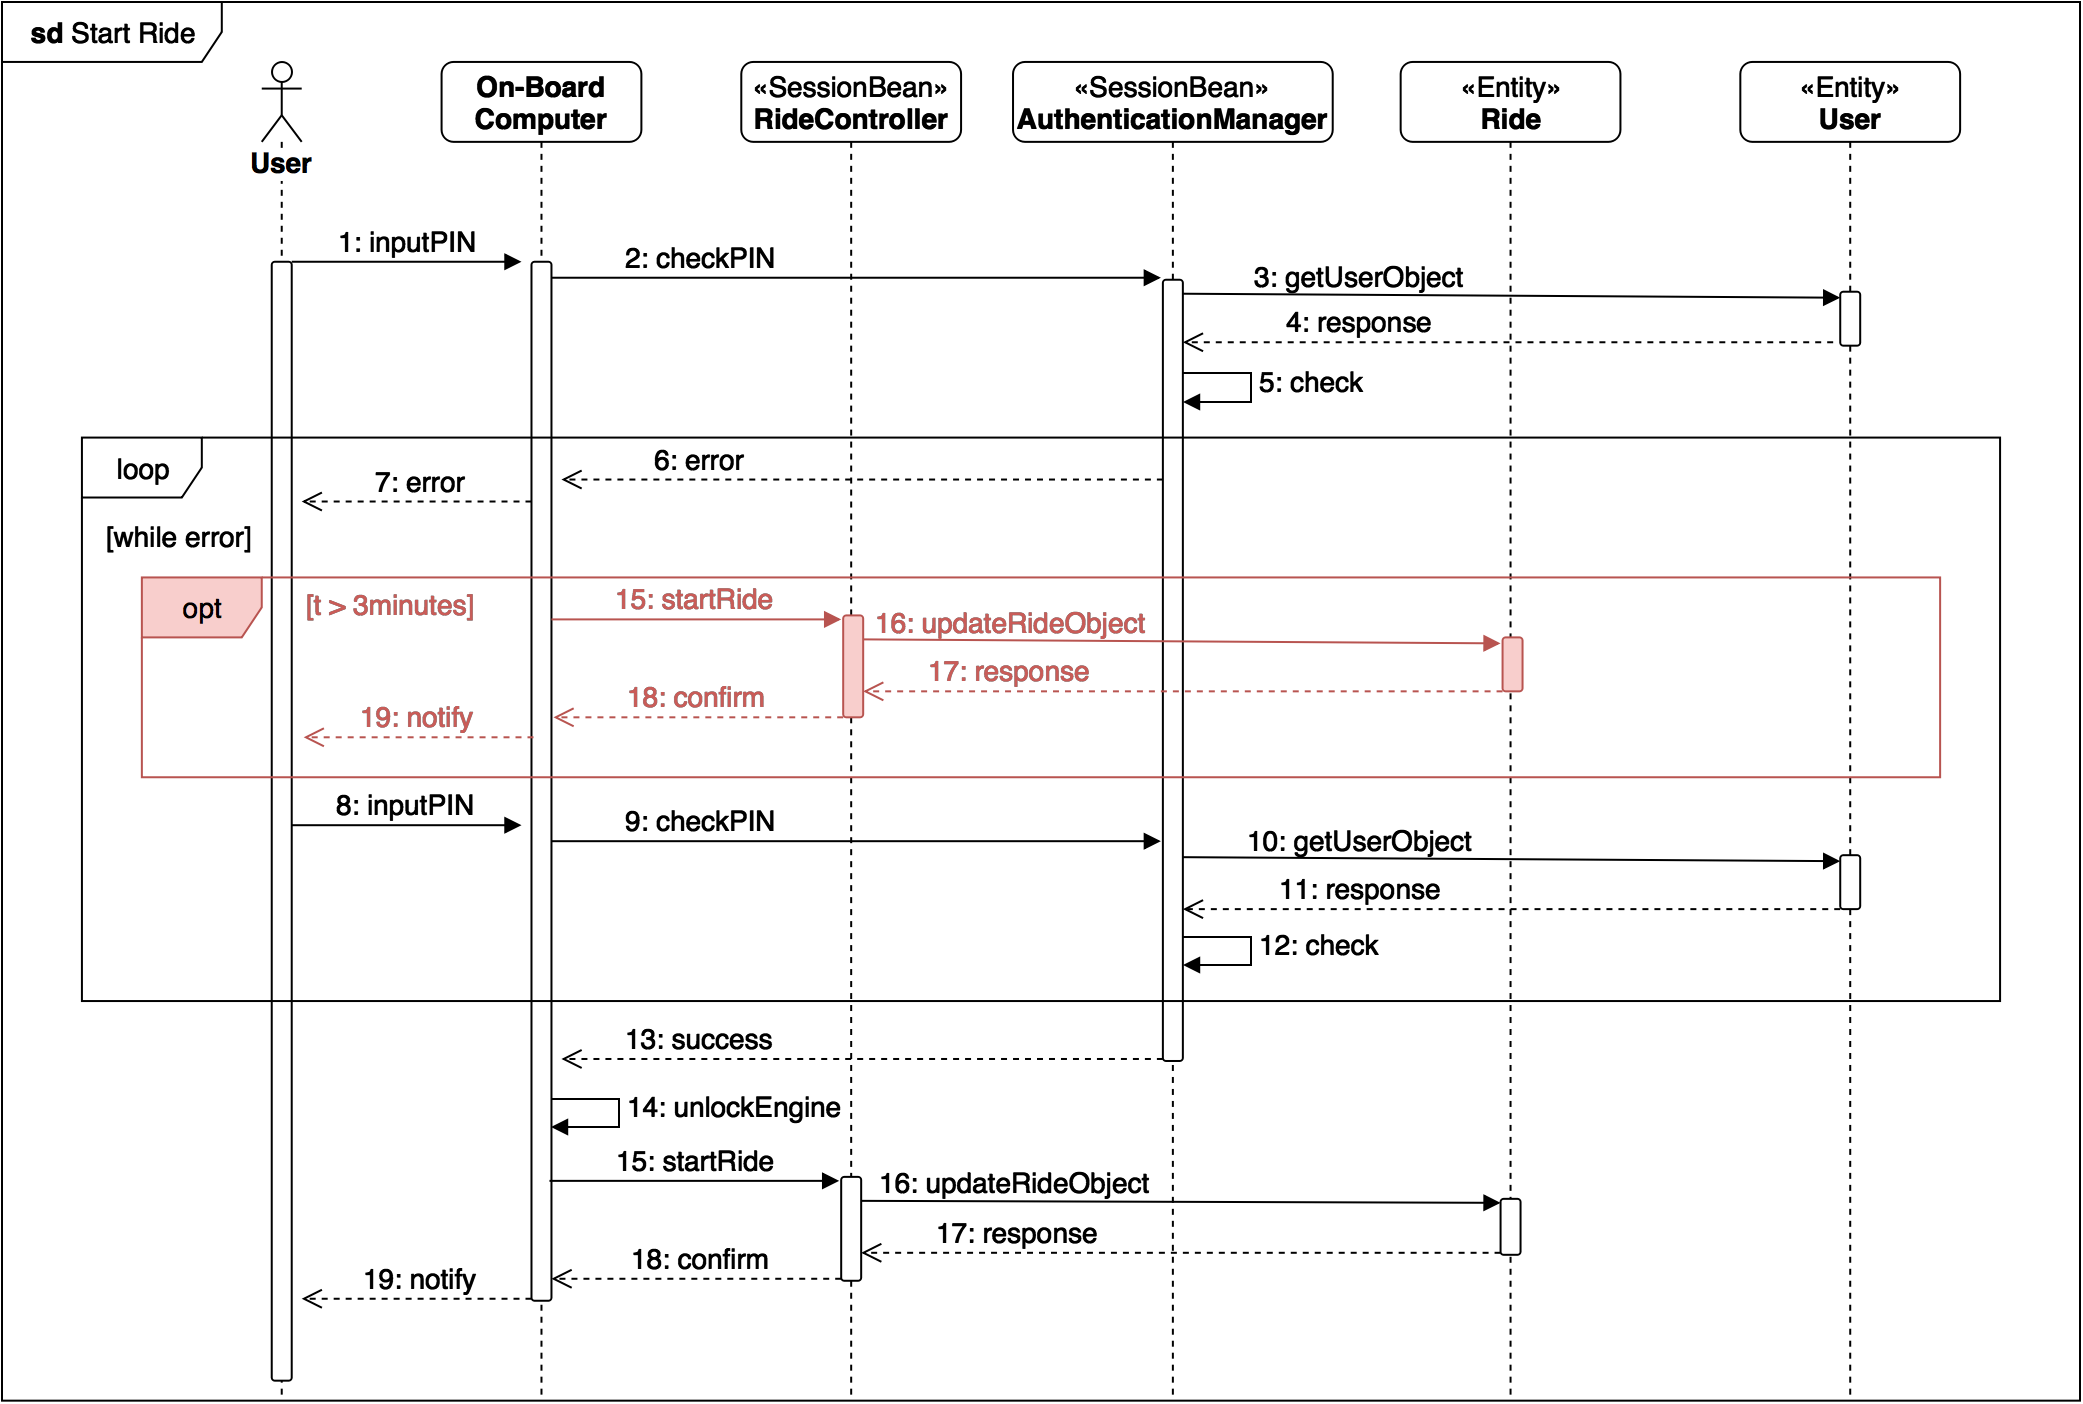 sd Start Ride
User
On-Board
Computer
«SessionBean»
RideController
«SessionBean»
AuthenticationManager
«Entity»
Ride
«Entity»
User
1: inputPIN
2: checkPIN
3: getUserObject
4: response
5: check
loop
6: error
7: error
[while error]
opt
[t > 3minutes]
15: startRide
16: updateRideObject
17: response
18: confirm
19: notify
8: inputPIN
9: checkPIN
10: getUserObject
11: response
12: check
13: success
14: unlockEngine
15: startRide
16: updateRideObject
17: response
18: confirm
19: notify